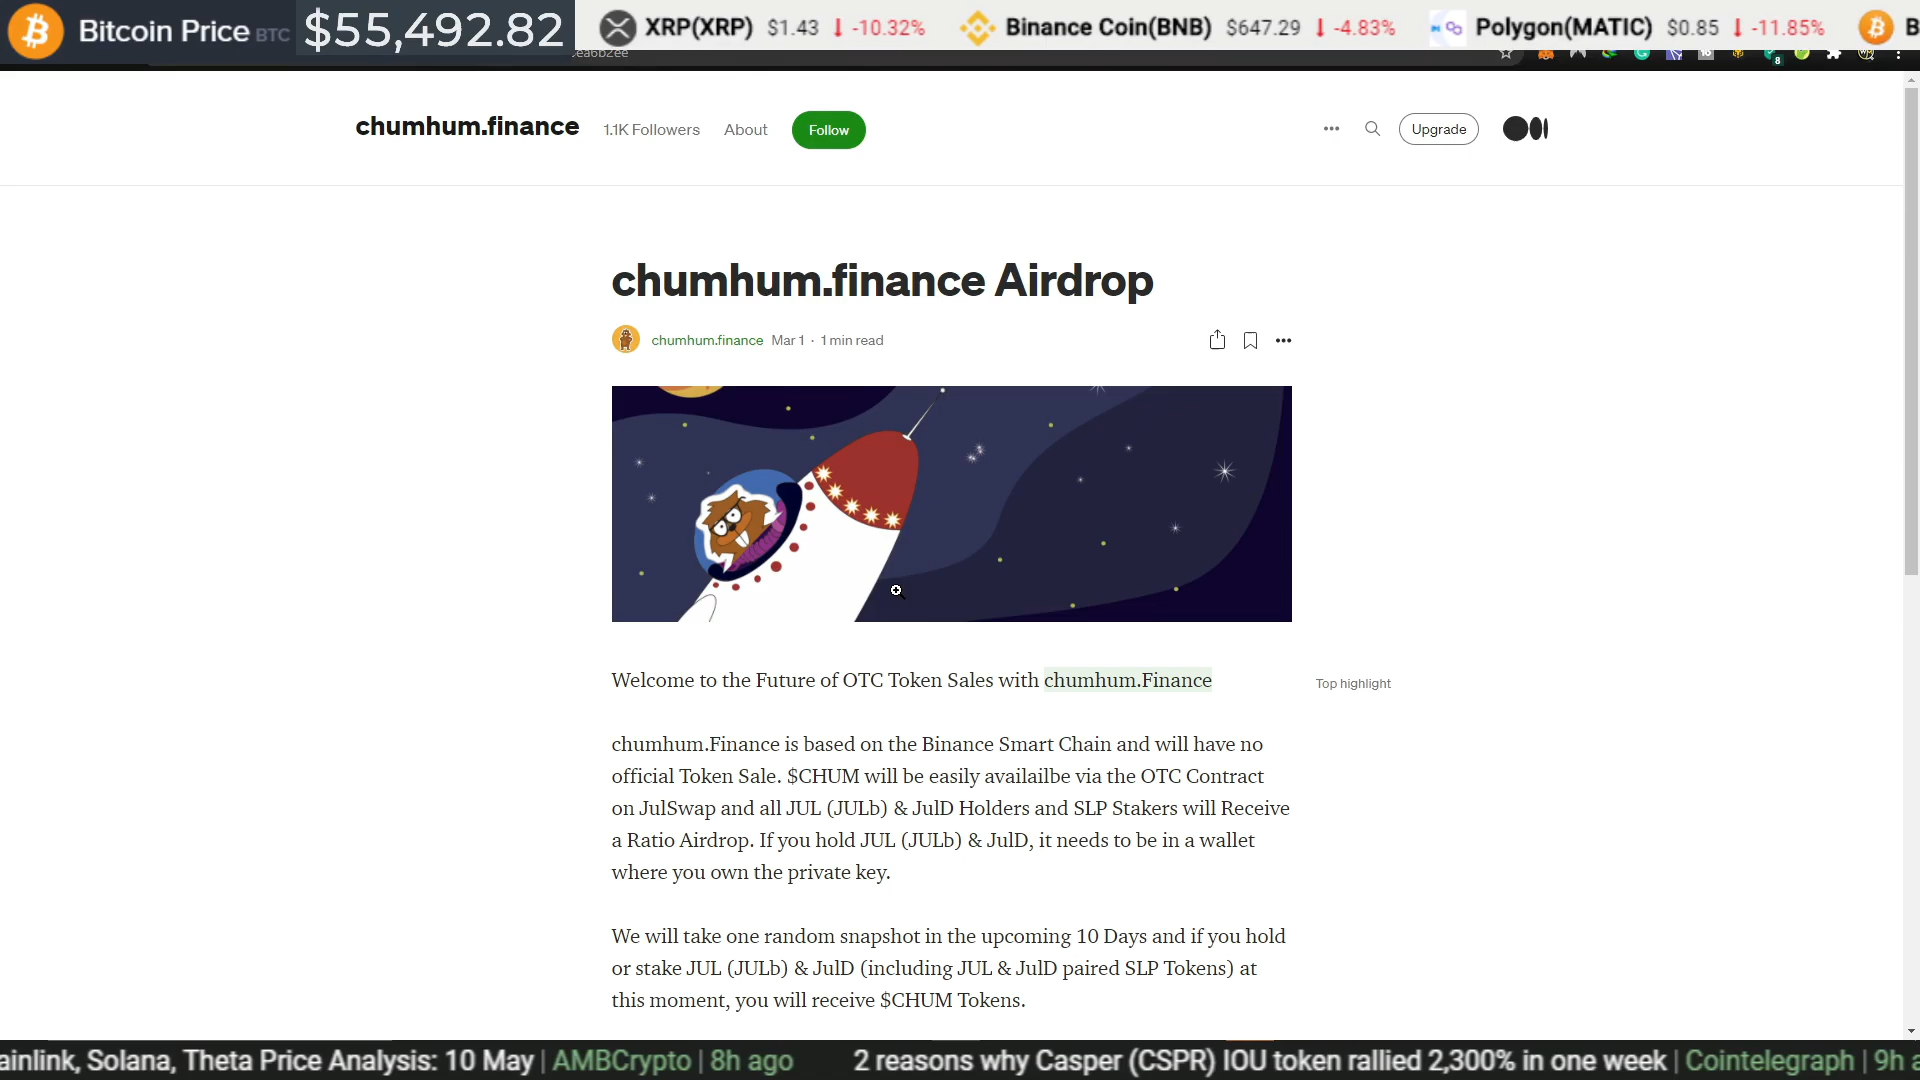 Bitcoin Price BTC $55,492.82 XRP(XRP) $1.43 -10.32% Binance Coin(BNB) $647.29 -4.83% Polygon(MATIC) $0.85 -11.85% B
8
chumhum.finance 1.1K Followers About Follow Upgrade
chumhum.finance Airdrop
chumhum.finance Mar 1 · 1 min read
Welcome to the Future of OTC Token Sales with chumhum.Finance
Top highlight
chumhum.Finance is based on the Binance Smart Chain and will have no
official Token Sale. $CHUM will be easily availailbe via the OTC Contract
on JulSwap and all JUL (JULb) & JulD Holders and SLP Stakers will Receive
a Ratio Airdrop. If you hold JUL (JULb) & JulD, it needs to be in a wallet
where you own the private key.
We will take one random snapshot in the upcoming 10 Days and if you hold
or stake JUL (JULb) & JulD (including JUL & JulD paired SLP Tokens) at
this moment, you will receive $CHUM Tokens.
ainlink, Solana, Theta Price Analysis: 10 May | AMBCrypto | 8h ago 2 reasons why Casper (CSPR) IOU token rallied 2,300% in one week | Cointelegraph | 9h a